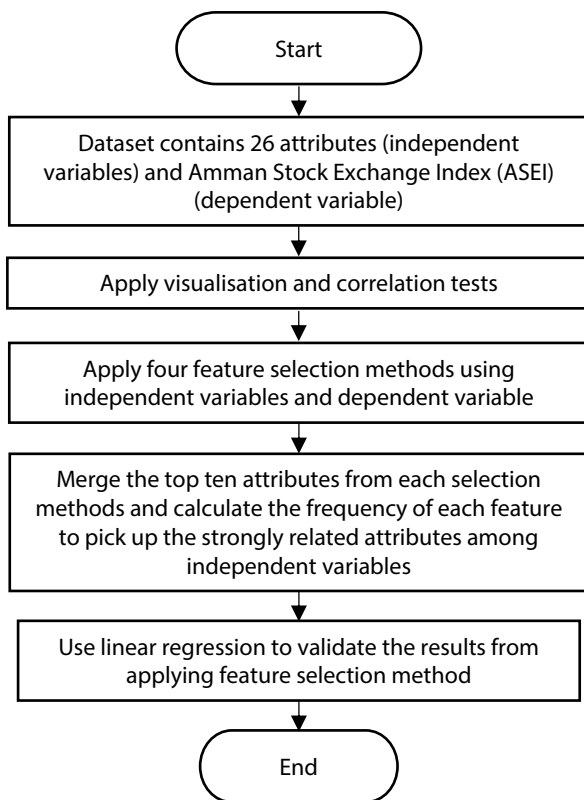 Start
Dataset contains 26 attributes (independent
variables) and Amman Stock Exchange Index (ASEI)
(dependent variable)
Apply visualisation and correlation tests
Apply four feature selection methods using
independent variables and dependent variable
Merge the top ten attributes from each selection
methods and calculate the frequency of each feature
to pick up the strongly related attributes among
independent variables
Use linear regression to validate the results from
applying feature selection method
End